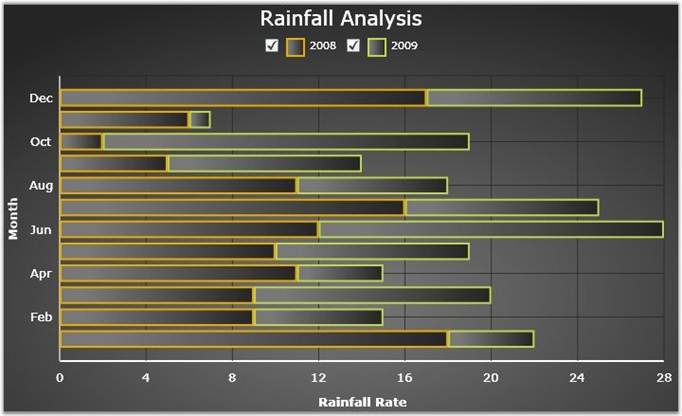 Rainfall Analysis
2008 2009
Dec
Oct
Aug
Jun
Apr
Feb
Month
0 4 8 12 16 20 24 28
Rainfall Rate